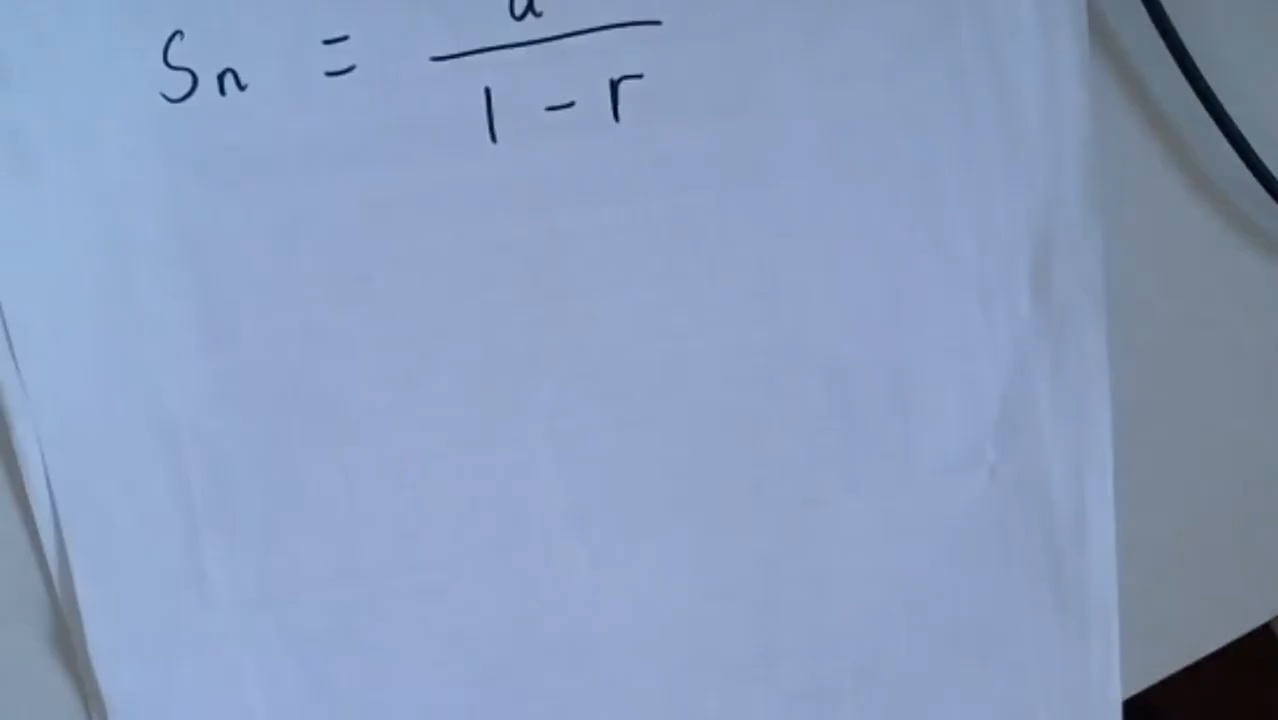 Sn = a / 1 - r